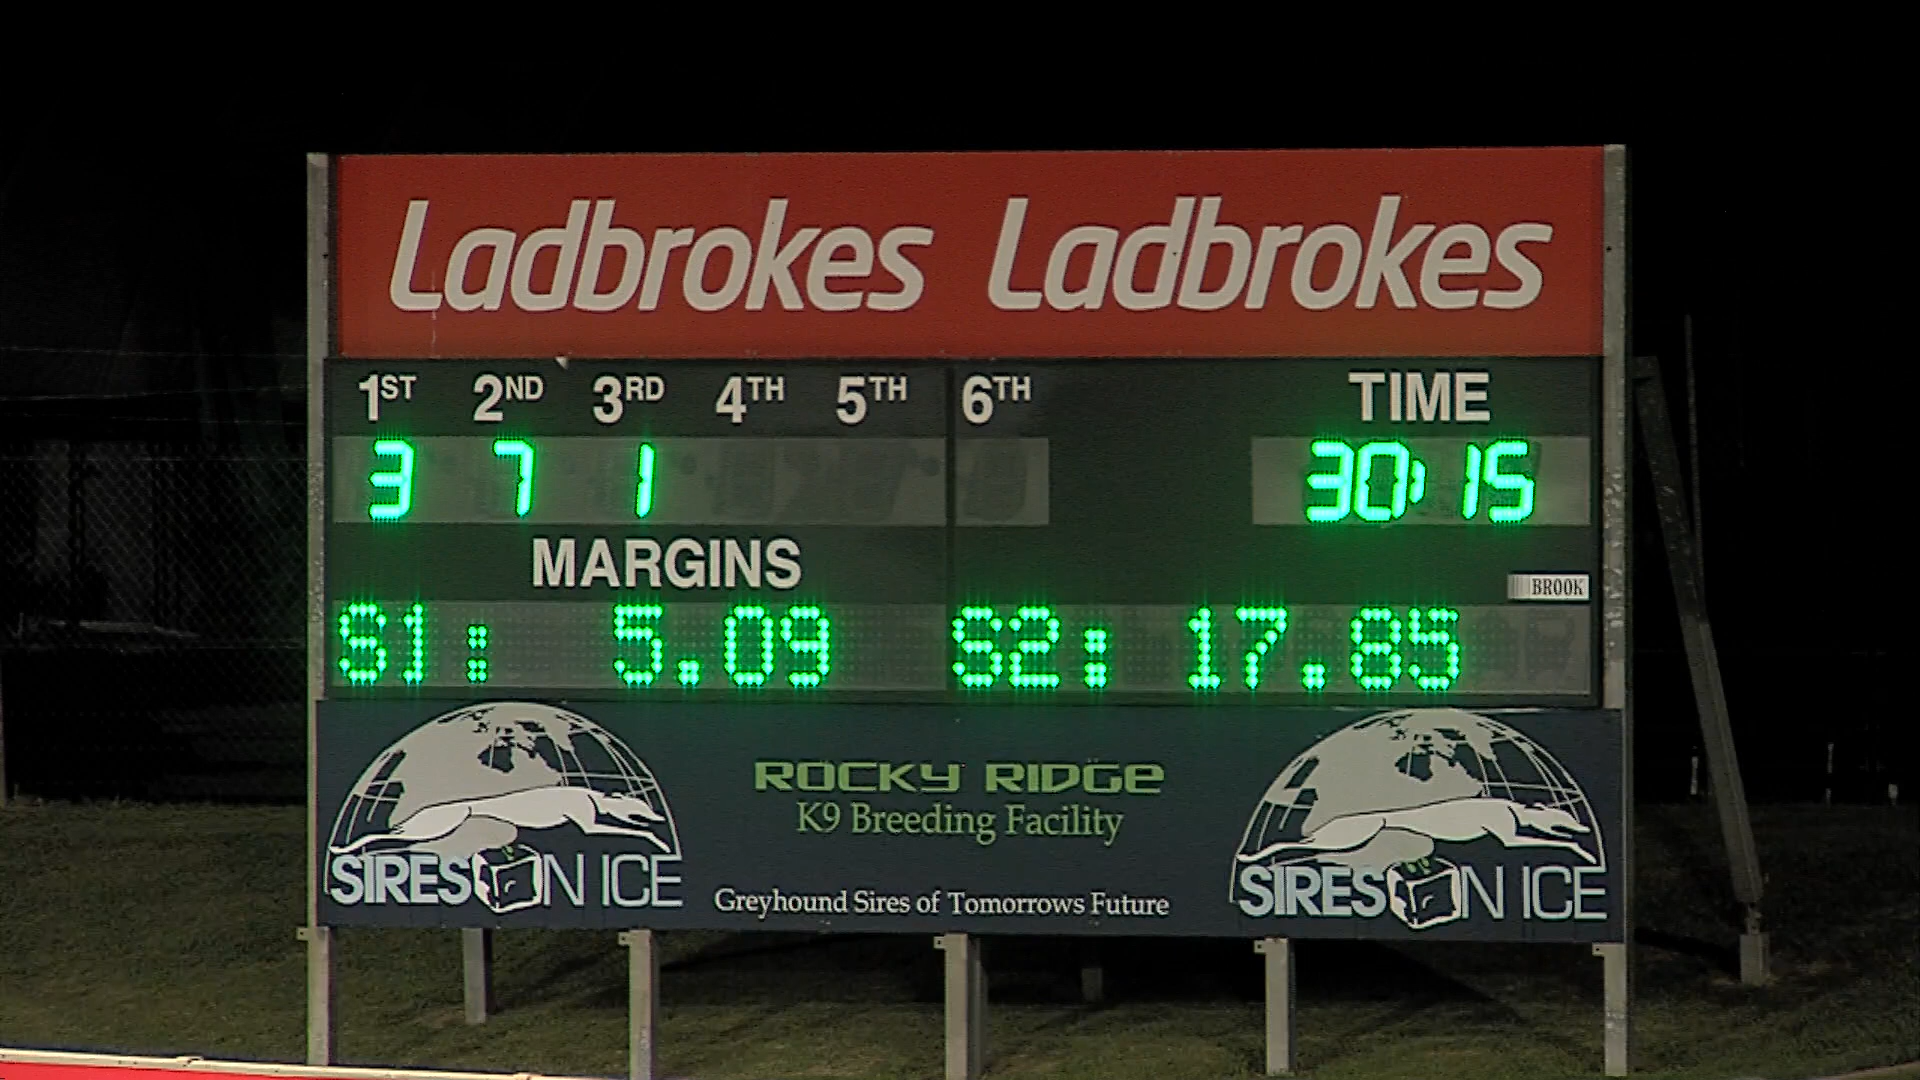 Ladbrokes Ladbrokes
1ST 2ND 3RD 4TH 5TH 6TH TIME
3 7 1 30:15
MARGINS
BROOK
S1: 5.09 S2: 17.85
ROCKY RIDGE
K9 Breeding Facility
SIRES ON ICE SIRES ON ICE
Greyhound Sires of Tomorrows Future